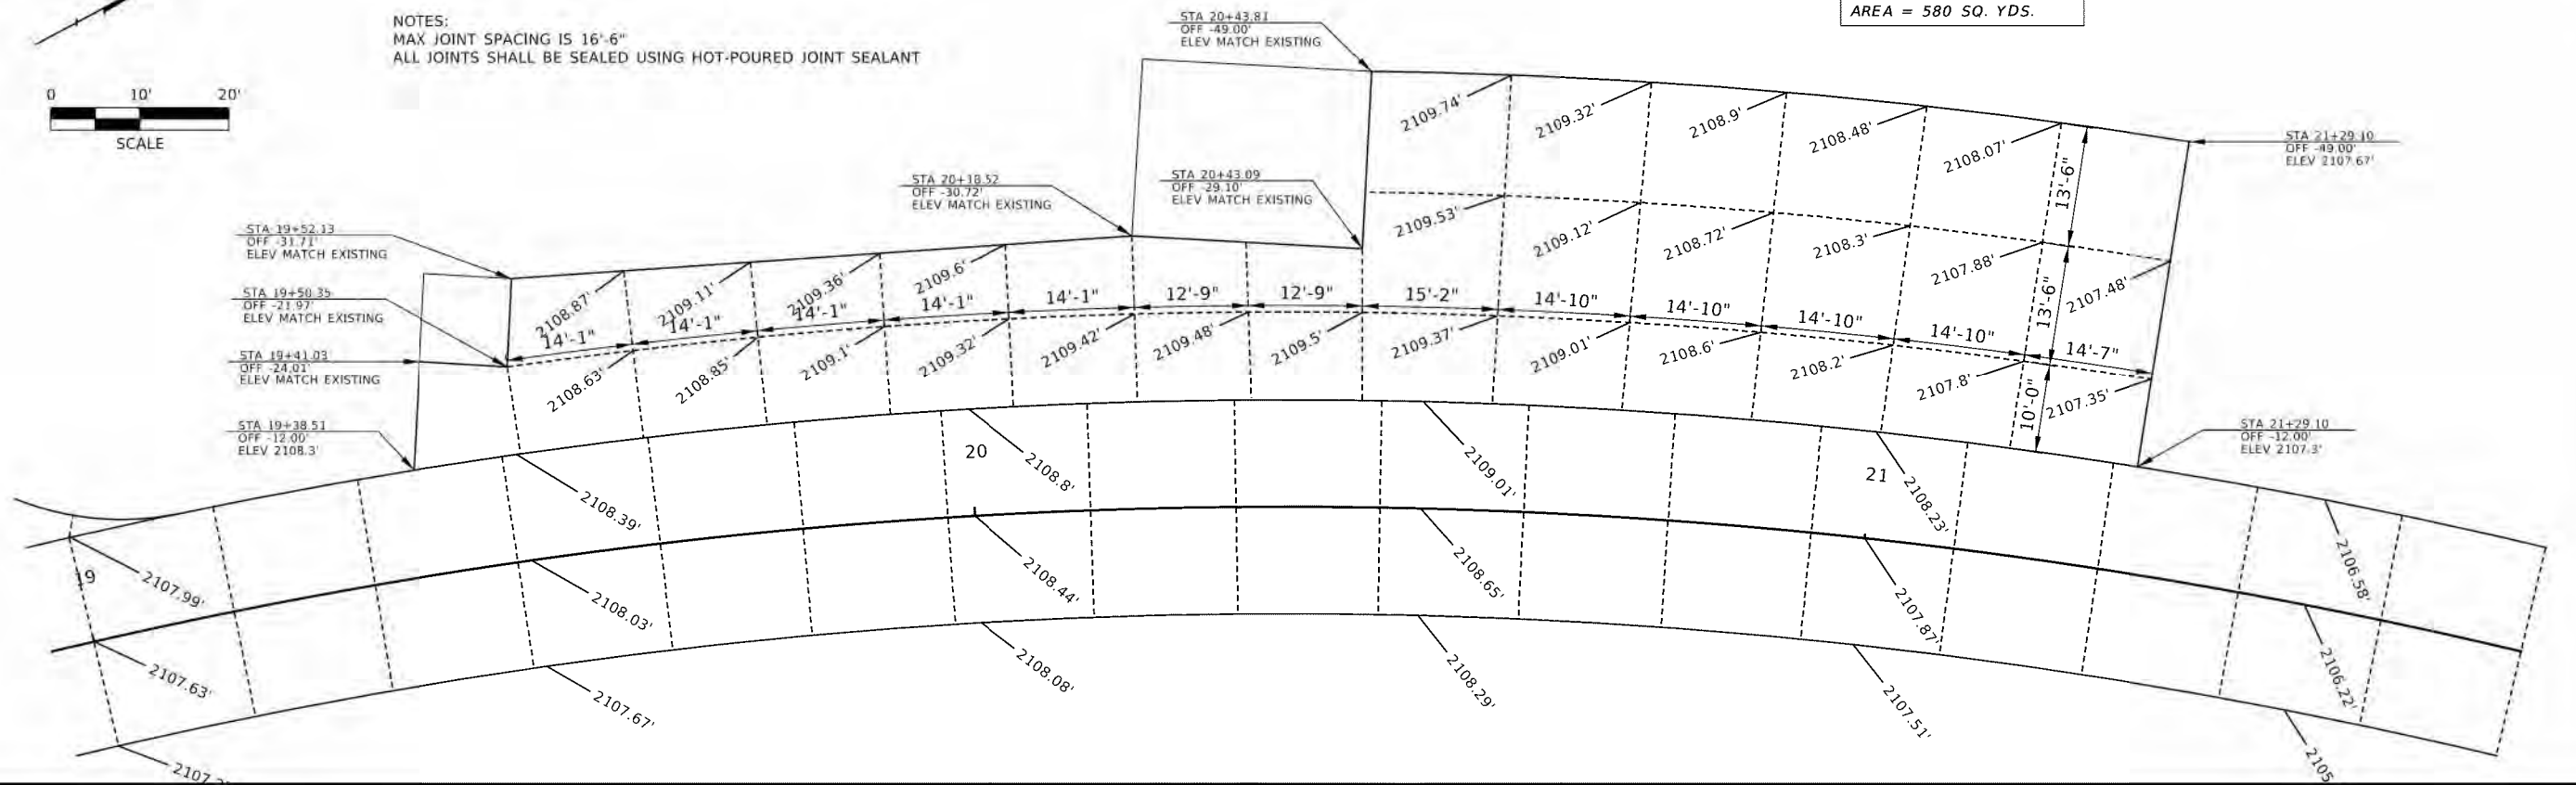 NOTES:
MAX JOINT SPACING IS 16'-6"
ALL JOINTS SHALL BE SEALED USING HOT-POURED JOINT SEALANT
AREA = 580 SQ. YDS.
0 10' 20'
SCALE
STA 20+43.81
OFF -49.00'
ELEV MATCH EXISTING
STA 20+18.52
OFF -30.72'
ELEV MATCH EXISTING
STA 20+43.09
OFF -29.10'
ELEV MATCH EXISTING
STA 21+29.10
OFF -49.00'
ELEV 2107.67'
STA 19+52.13
OFF -31.71'
ELEV MATCH EXISTING
STA 19+50.35
OFF -21.97'
ELEV MATCH EXISTING
STA 19+41.03
OFF -24.01'
ELEV MATCH EXISTING
STA 19+38.51
OFF -12.00'
ELEV 2108.3'
STA 21+29.10
OFF -12.00'
ELEV 2107.3'
2109.74'
2109.32'
2108.9'
2108.48'
2108.07'
13'-6"
2109.53'
2109.12'
2108.72'
2108.3'
2107.88'
2107.48'
13'-6"
2108.87'
2109.11'
2109.36'
2109.6'
14'-1"
14'-1"
14'-1"
14'-1"
14'-1"
12'-9"
12'-9"
15'-2"
14'-10"
14'-10"
14'-10"
14'-10"
14'-7"
2108.63'
2108.85'
2109.1'
2109.32'
2109.42'
2109.48'
2109.5'
2109.37'
2109.01'
2108.6'
2108.2'
2107.8'
2107.35'
10'-0"
19
20
21
2107.99'
2108.39'
2108.8'
2109.01'
2108.23'
2106.58'
2107.63'
2108.03'
2108.44'
2108.65'
2107.87'
2106.22'
2107.67'
2108.08'
2108.29'
2107.51'
2105